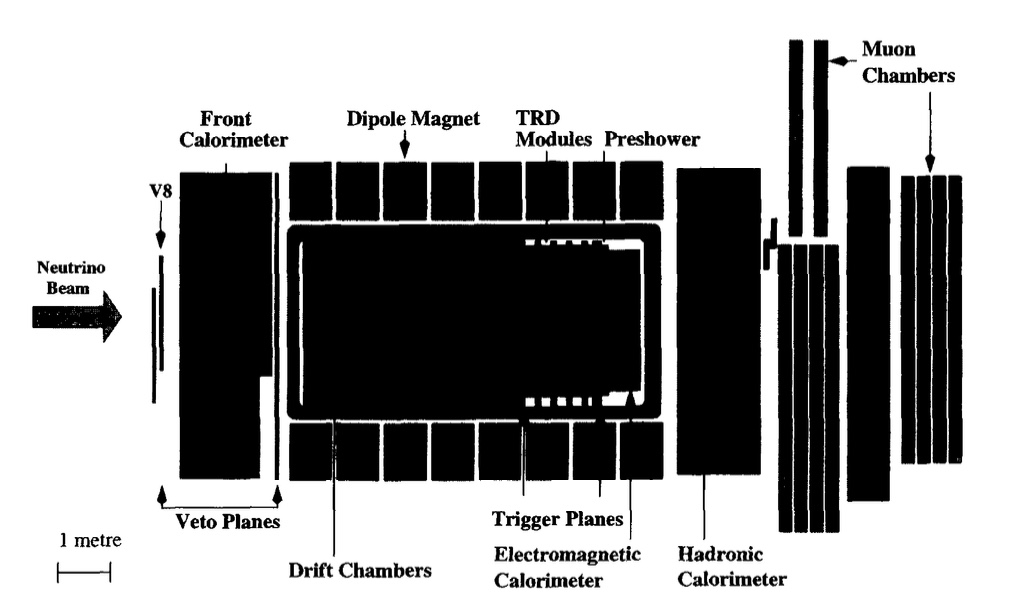 Muon
Chambers
Front
Calorimeter
Dipole Magnet
TRD
Modules
Preshower
V8
Neutrino
Beam
Veto Planes
1 metre
Drift Chambers
Trigger Planes
Electromagnetic
Calorimeter
Hadronic
Calorimeter